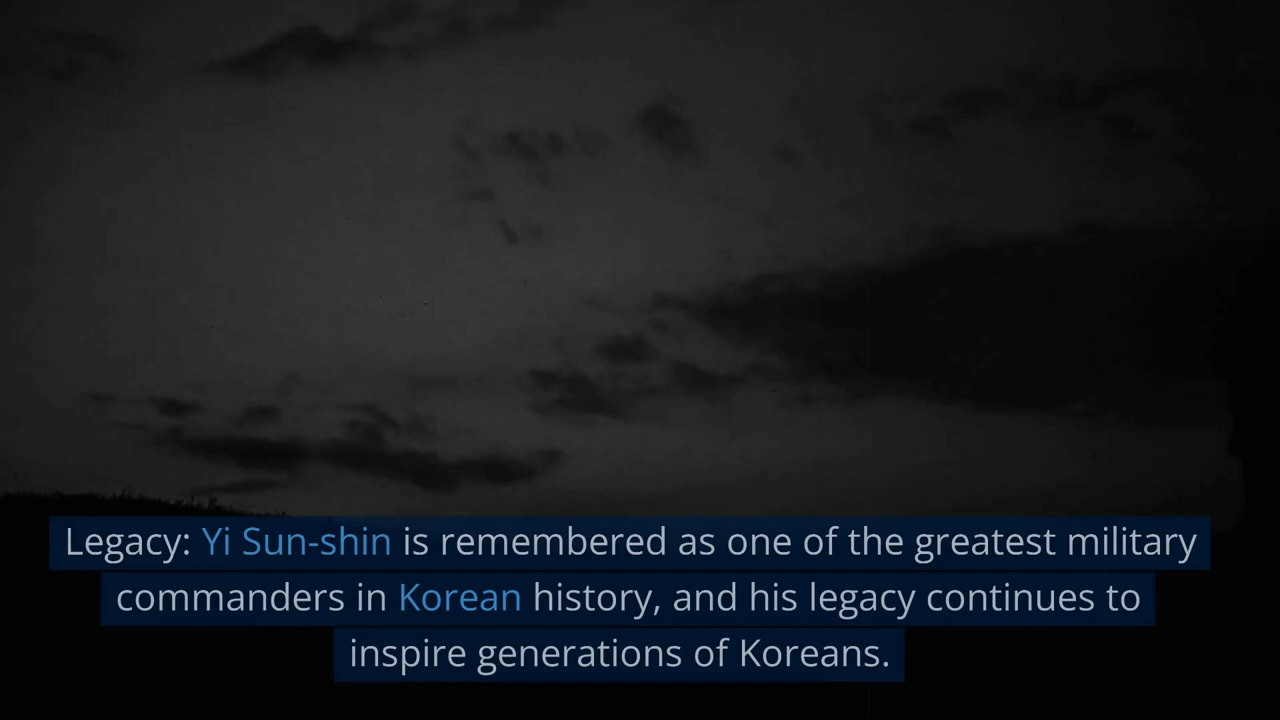 Legacy: Yi Sun-shin is remembered as one of the greatest military
commanders in Korean history, and his legacy continues to
inspire generations of Koreans.